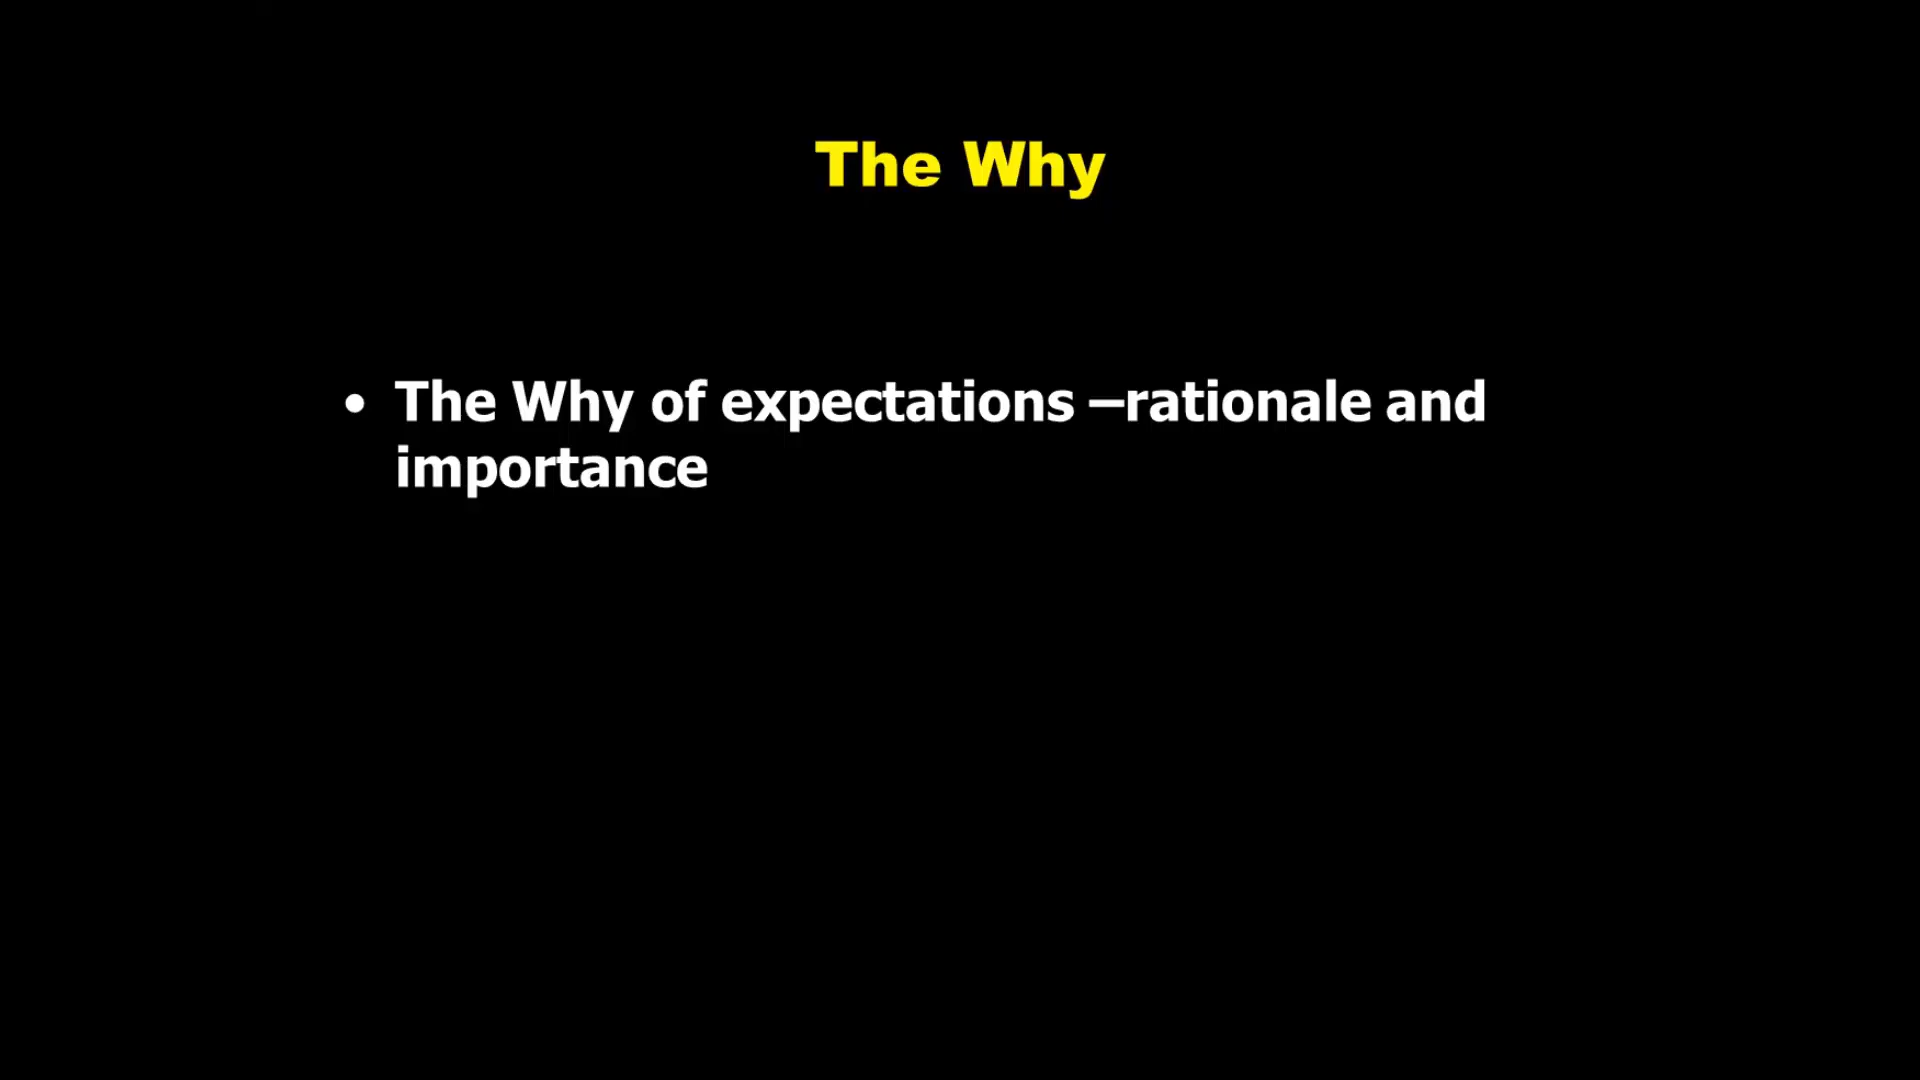 The Why
• The Why of expectations –rationale and
importance